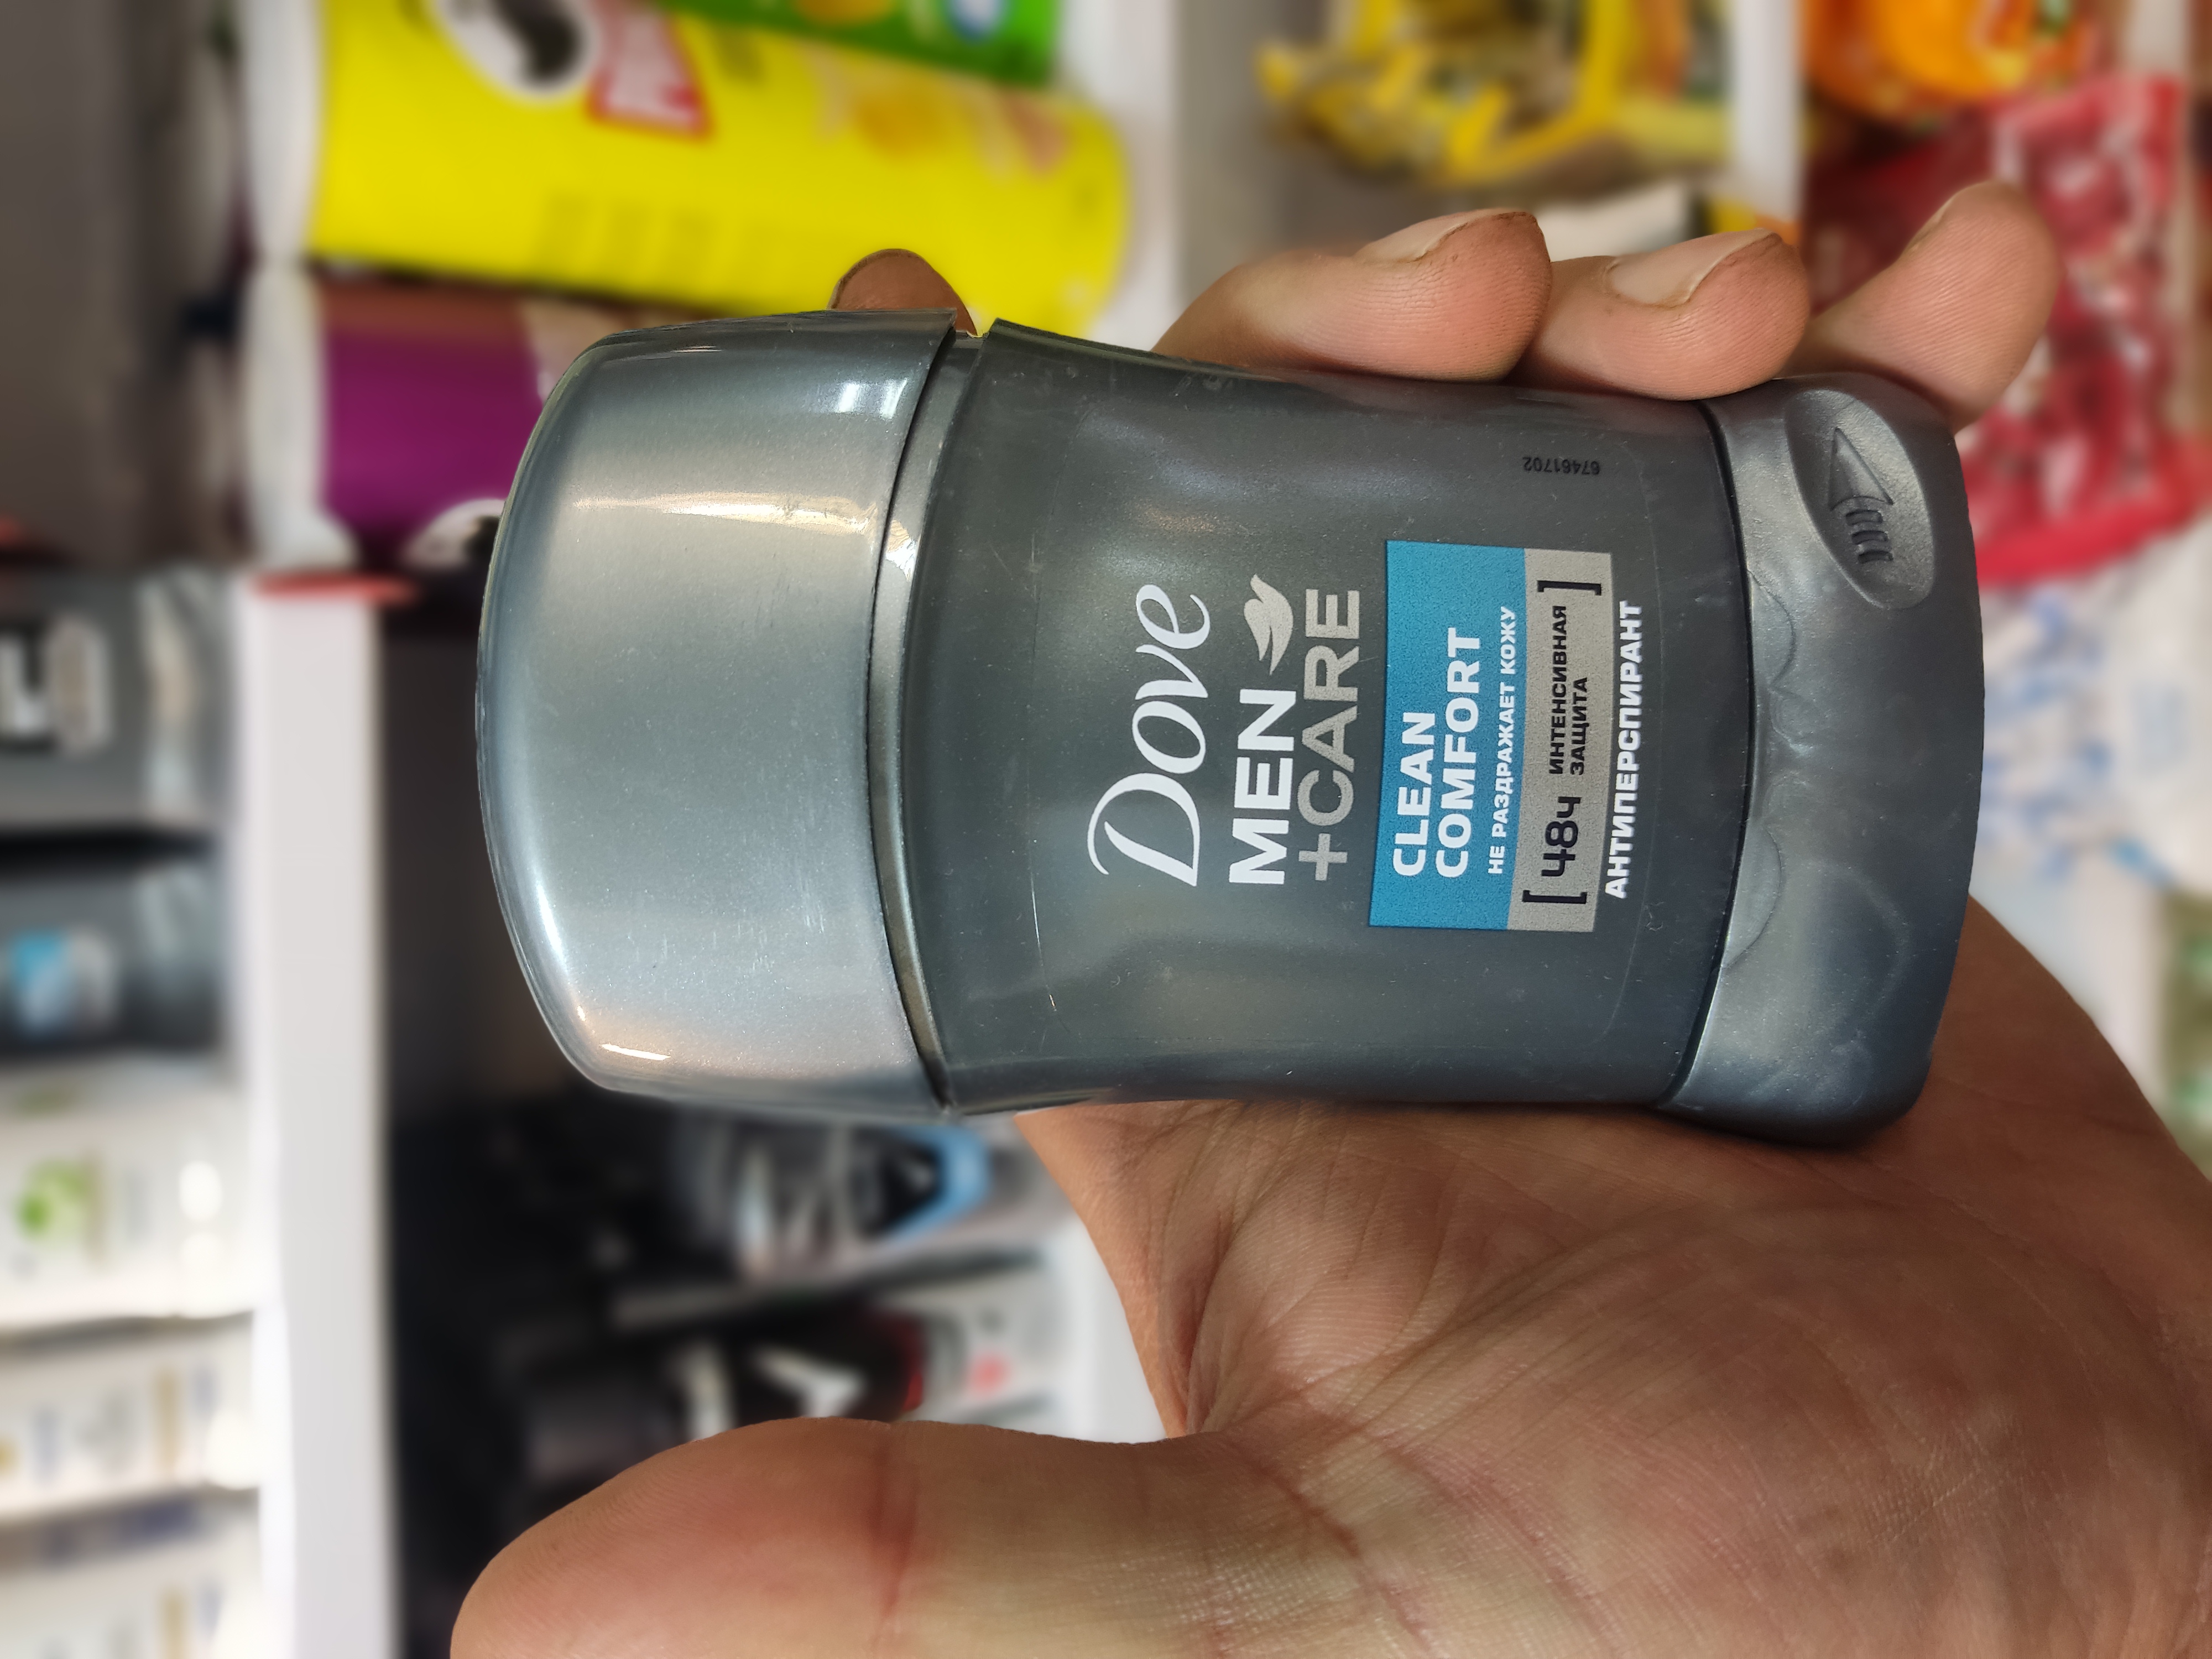 Dove
MEN
+CARE
CLEAN
COMFORT
НЕ РАЗДРАЖАЕТ КОЖУ
[ 48ч ИНТЕНСИВНАЯ
ЗАЩИТА ]
АНТИПЕРСПИРАНТ
67461702